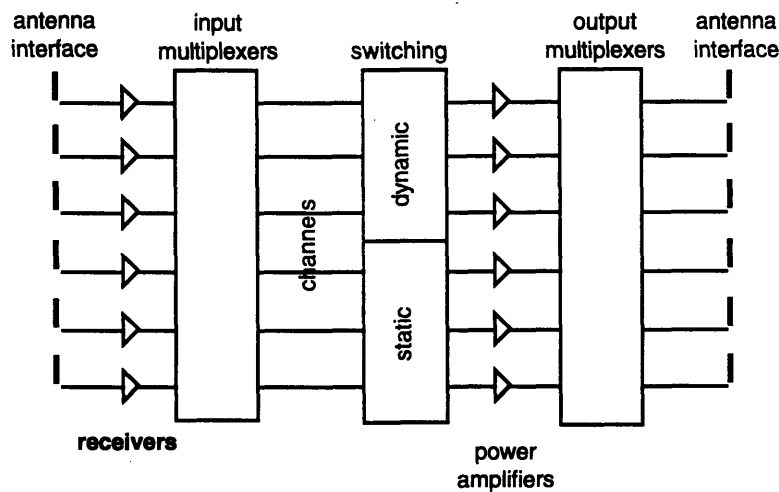 antenna
interface
input
multiplexers
switching
output
multiplexers
antenna
interface
dynamic
channels
static
receivers
power
amplifiers